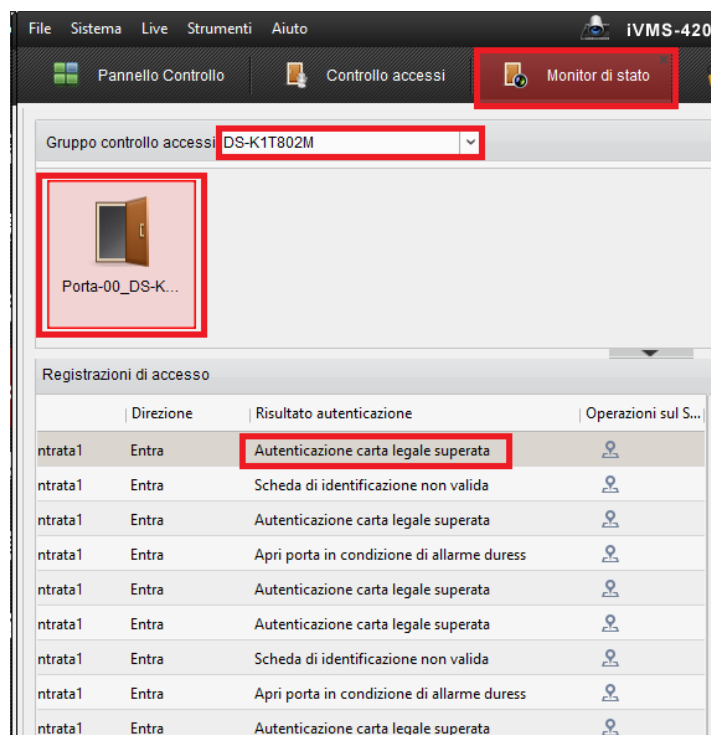 File Sistema Live Strumenti Aiuto iVMS-420
Pannello Controllo Controllo accessi Monitor di stato
Gruppo controllo accessi DS-K1T802M
Porta-00_DS-K...
Registrazioni di accesso
Direzione Risultato autenticazione Operazioni sul S...
ntrata1 Entra Autenticazione carta legale superata
ntrata1 Entra Scheda di identificazione non valida
ntrata1 Entra Autenticazione carta legale superata
ntrata1 Entra Apri porta in condizione di allarme duress
ntrata1 Entra Autenticazione carta legale superata
ntrata1 Entra Autenticazione carta legale superata
ntrata1 Entra Scheda di identificazione non valida
ntrata1 Entra Apri porta in condizione di allarme duress
ntrata1 Entra Autenticazione carta legale superata